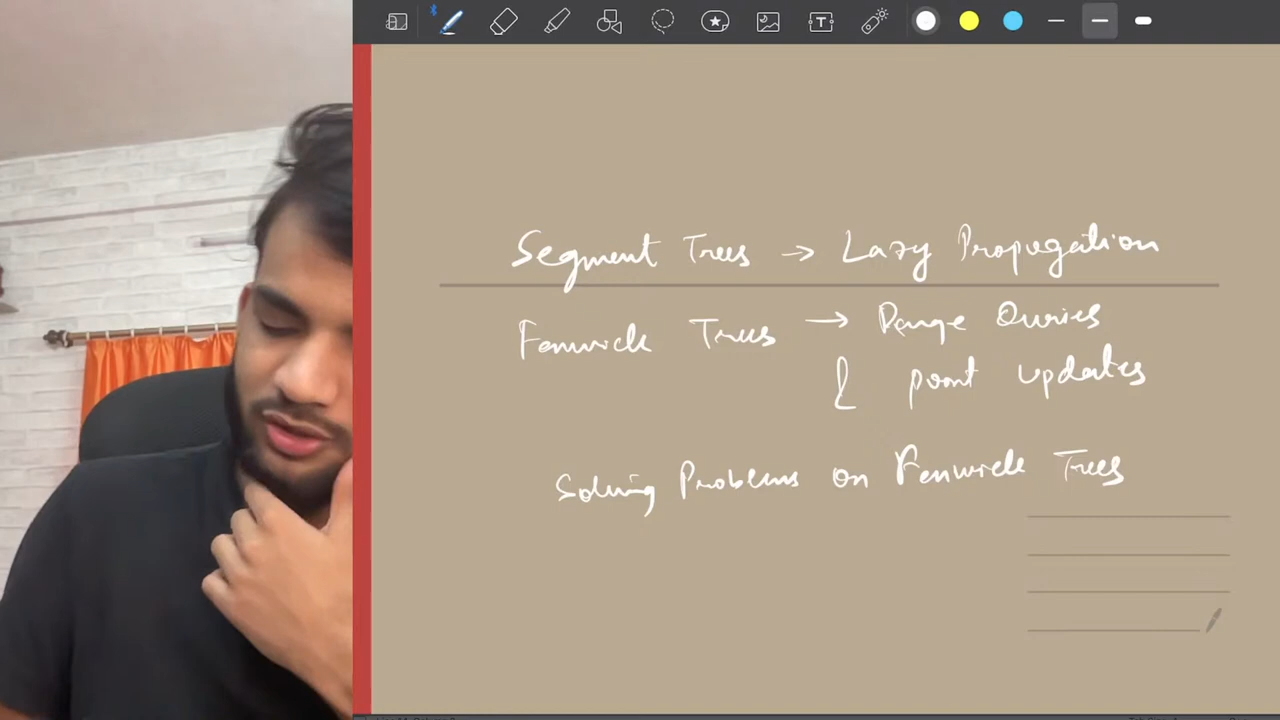 Segment Trees → Lazy Propagation
Fenwick Trees → Range Queries
& point updates
Solving Problems on Fenwick Trees